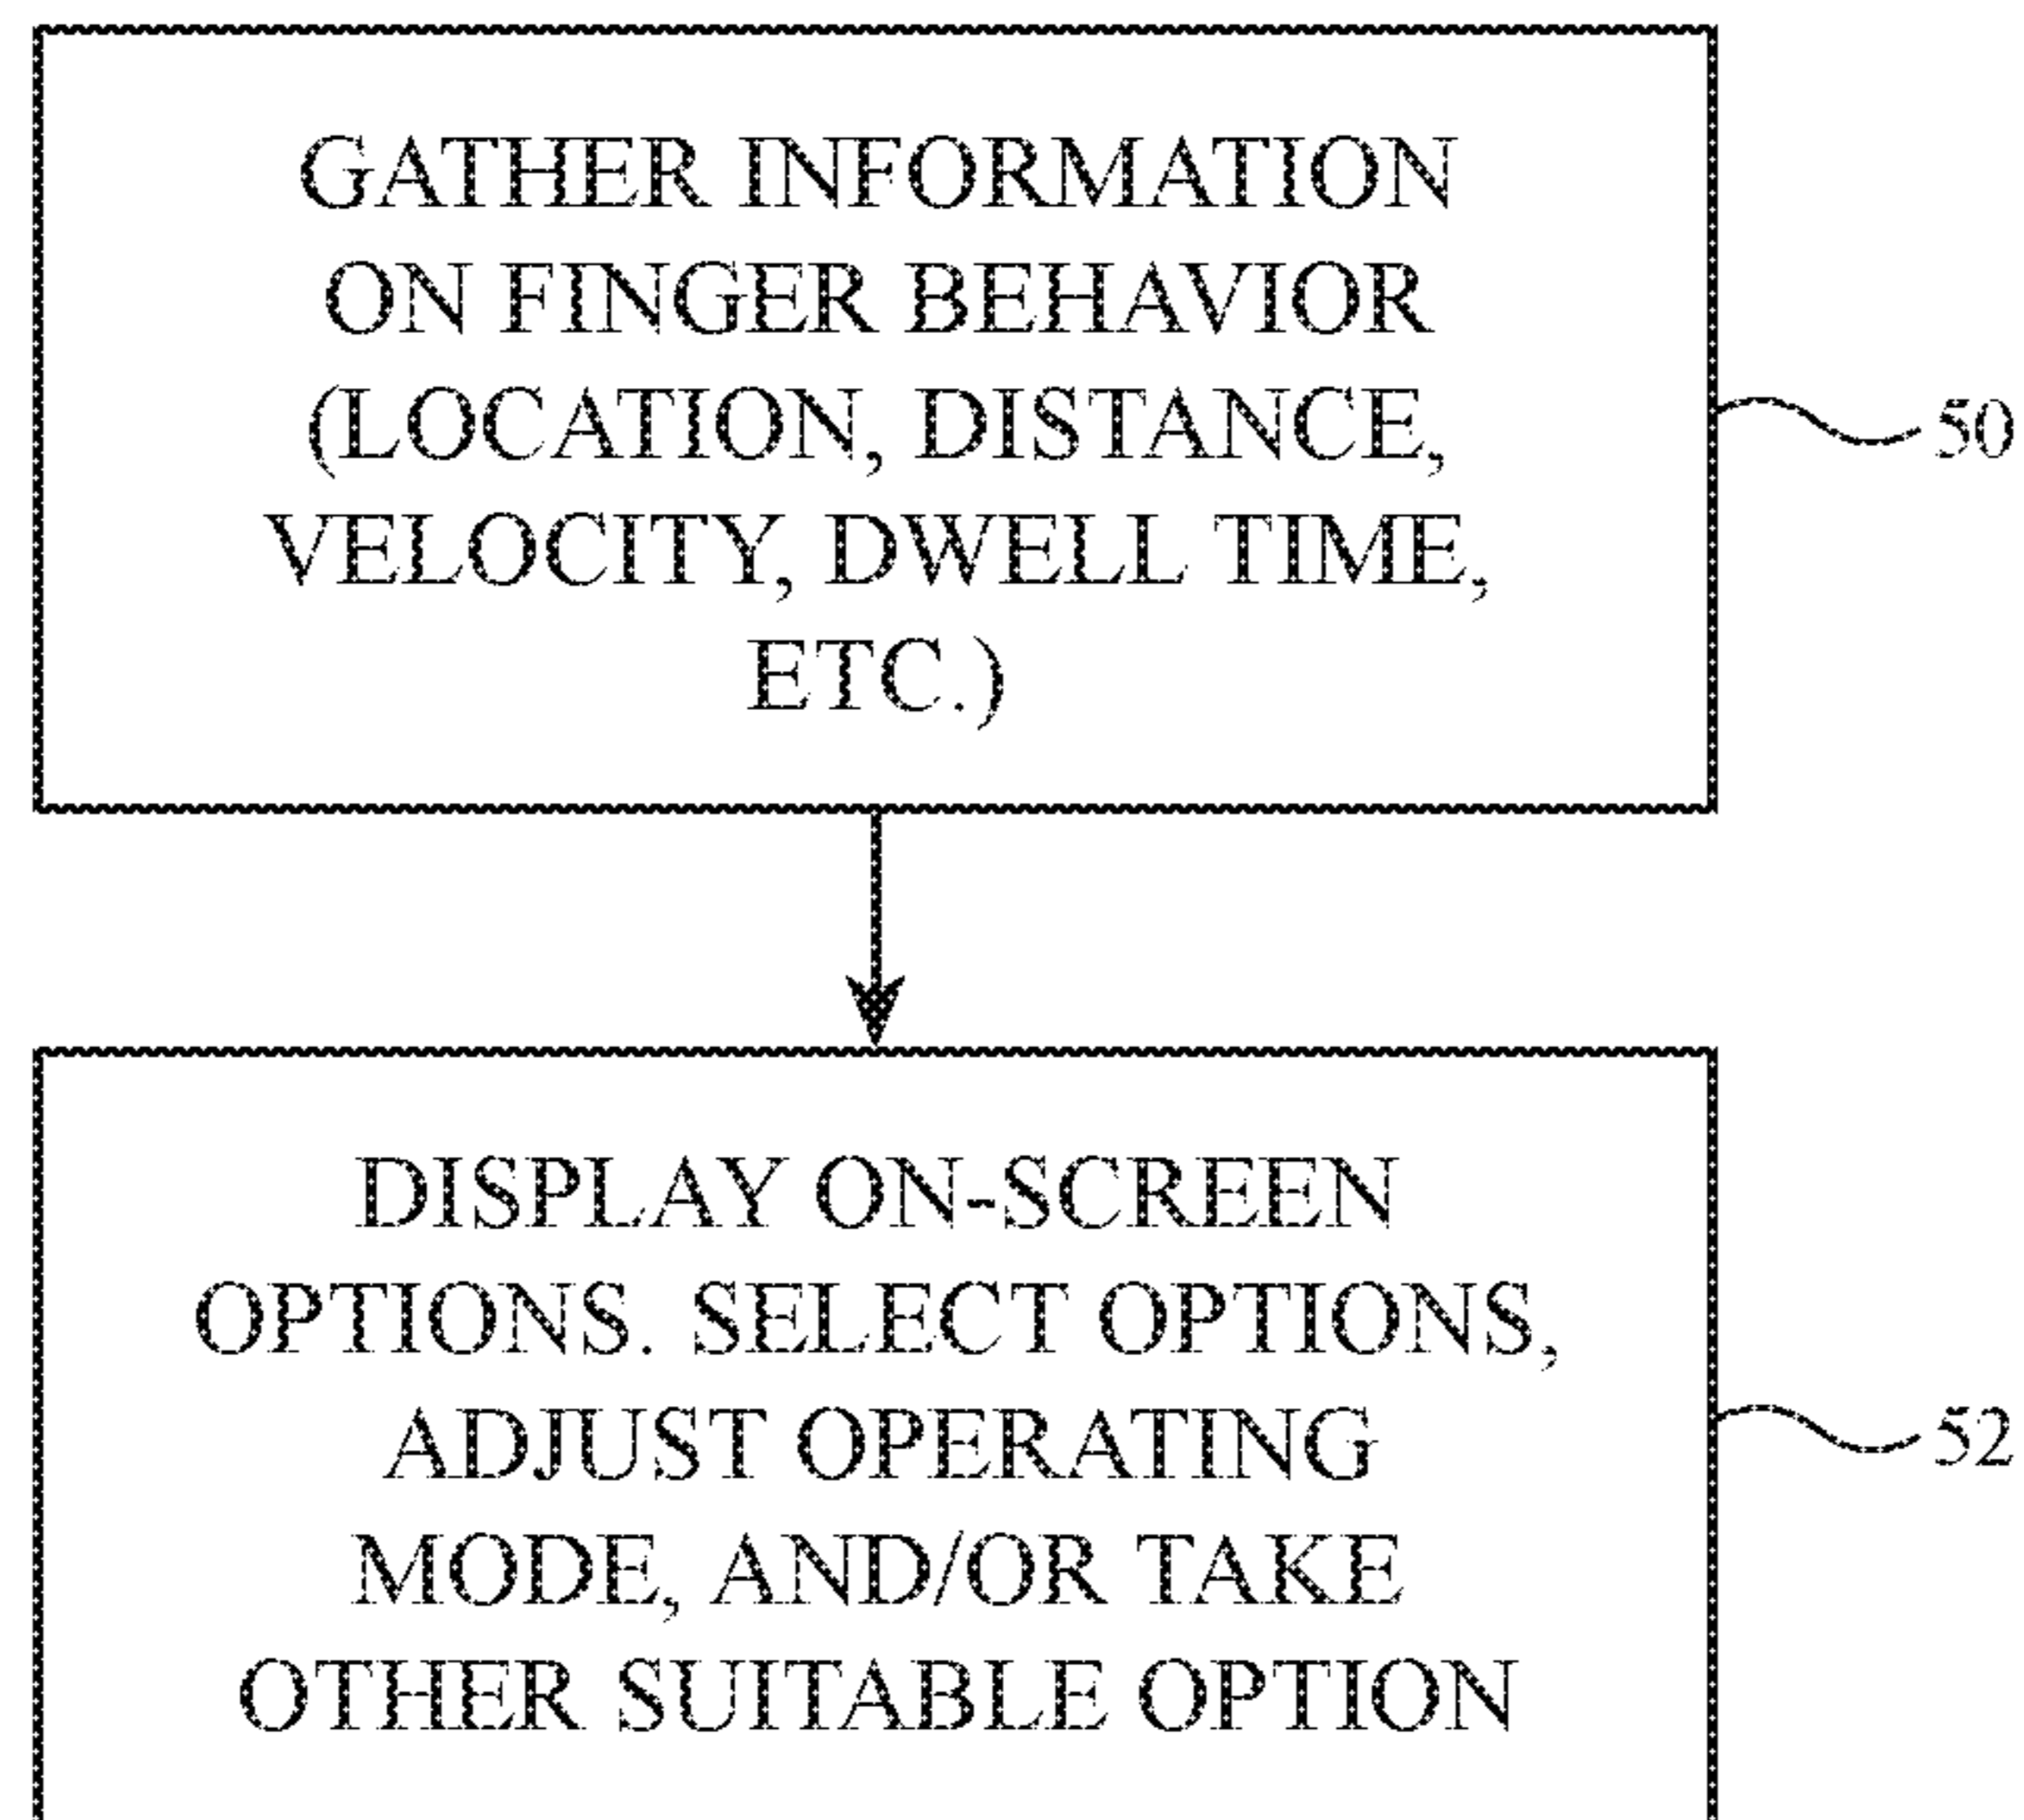 GATHER INFORMATION
ON FINGER BEHAVIOR
(LOCATION, DISTANCE,
VELOCITY, DWELL TIME,
ETC.)
50
DISPLAY ON-SCREEN
OPTIONS. SELECT OPTIONS,
ADJUST OPERATING
MODE, AND/OR TAKE
OTHER SUITABLE OPTION
52